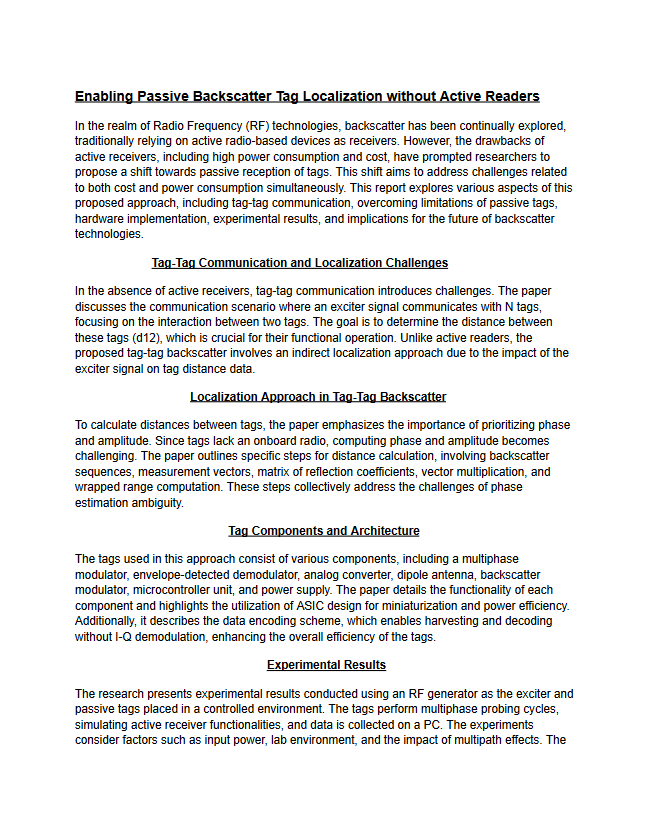 Enabling Passive Backscatter Tag Localization without Active Readers
In the realm of Radio Frequency (RF) technologies, backscatter has been continually explored,
traditionally relying on active radio-based devices as receivers. However, the drawbacks of
active receivers, including high power consumption and cost, have prompted researchers to
propose a shift towards passive reception of tags. This shift aims to address challenges related
to both cost and power consumption simultaneously. This report explores various aspects of this
proposed approach, including tag-tag communication, overcoming limitations of passive tags,
hardware implementation, experimental results, and implications for the future of backscatter
technologies.
Tag-Tag Communication and Localization Challenges
In the absence of active receivers, tag-tag communication introduces challenges. The paper
discusses the communication scenario where an exciter signal communicates with N tags,
focusing on the interaction between two tags. The goal is to determine the distance between
these tags (d12), which is crucial for their functional operation. Unlike active readers, the
proposed tag-tag backscatter involves an indirect localization approach due to the impact of the
exciter signal on tag distance data.
Localization Approach in Tag-Tag Backscatter
To calculate distances between tags, the paper emphasizes the importance of prioritizing phase
and amplitude. Since tags lack an onboard radio, computing phase and amplitude becomes
challenging. The paper outlines specific steps for distance calculation, involving backscatter
sequences, measurement vectors, matrix of reflection coefficients, vector multiplication, and
wrapped range computation. These steps collectively address the challenges of phase
estimation ambiguity.
Tag Components and Architecture
The tags used in this approach consist of various components, including a multiphase
modulator, envelope-detected demodulator, analog converter, dipole antenna, backscatter
modulator, microcontroller unit, and power supply. The paper details the functionality of each
component and highlights the utilization of ASIC design for miniaturization and power efficiency.
Additionally, it describes the data encoding scheme, which enables harvesting and decoding
without I-Q demodulation, enhancing the overall efficiency of the tags.
Experimental Results
The research presents experimental results conducted using an RF generator as the exciter and
passive tags placed in a controlled environment. The tags perform multiphase probing cycles,
simulating active receiver functionalities, and data is collected on a PC. The experiments
consider factors such as input power, lab environment, and the impact of multipath effects. The